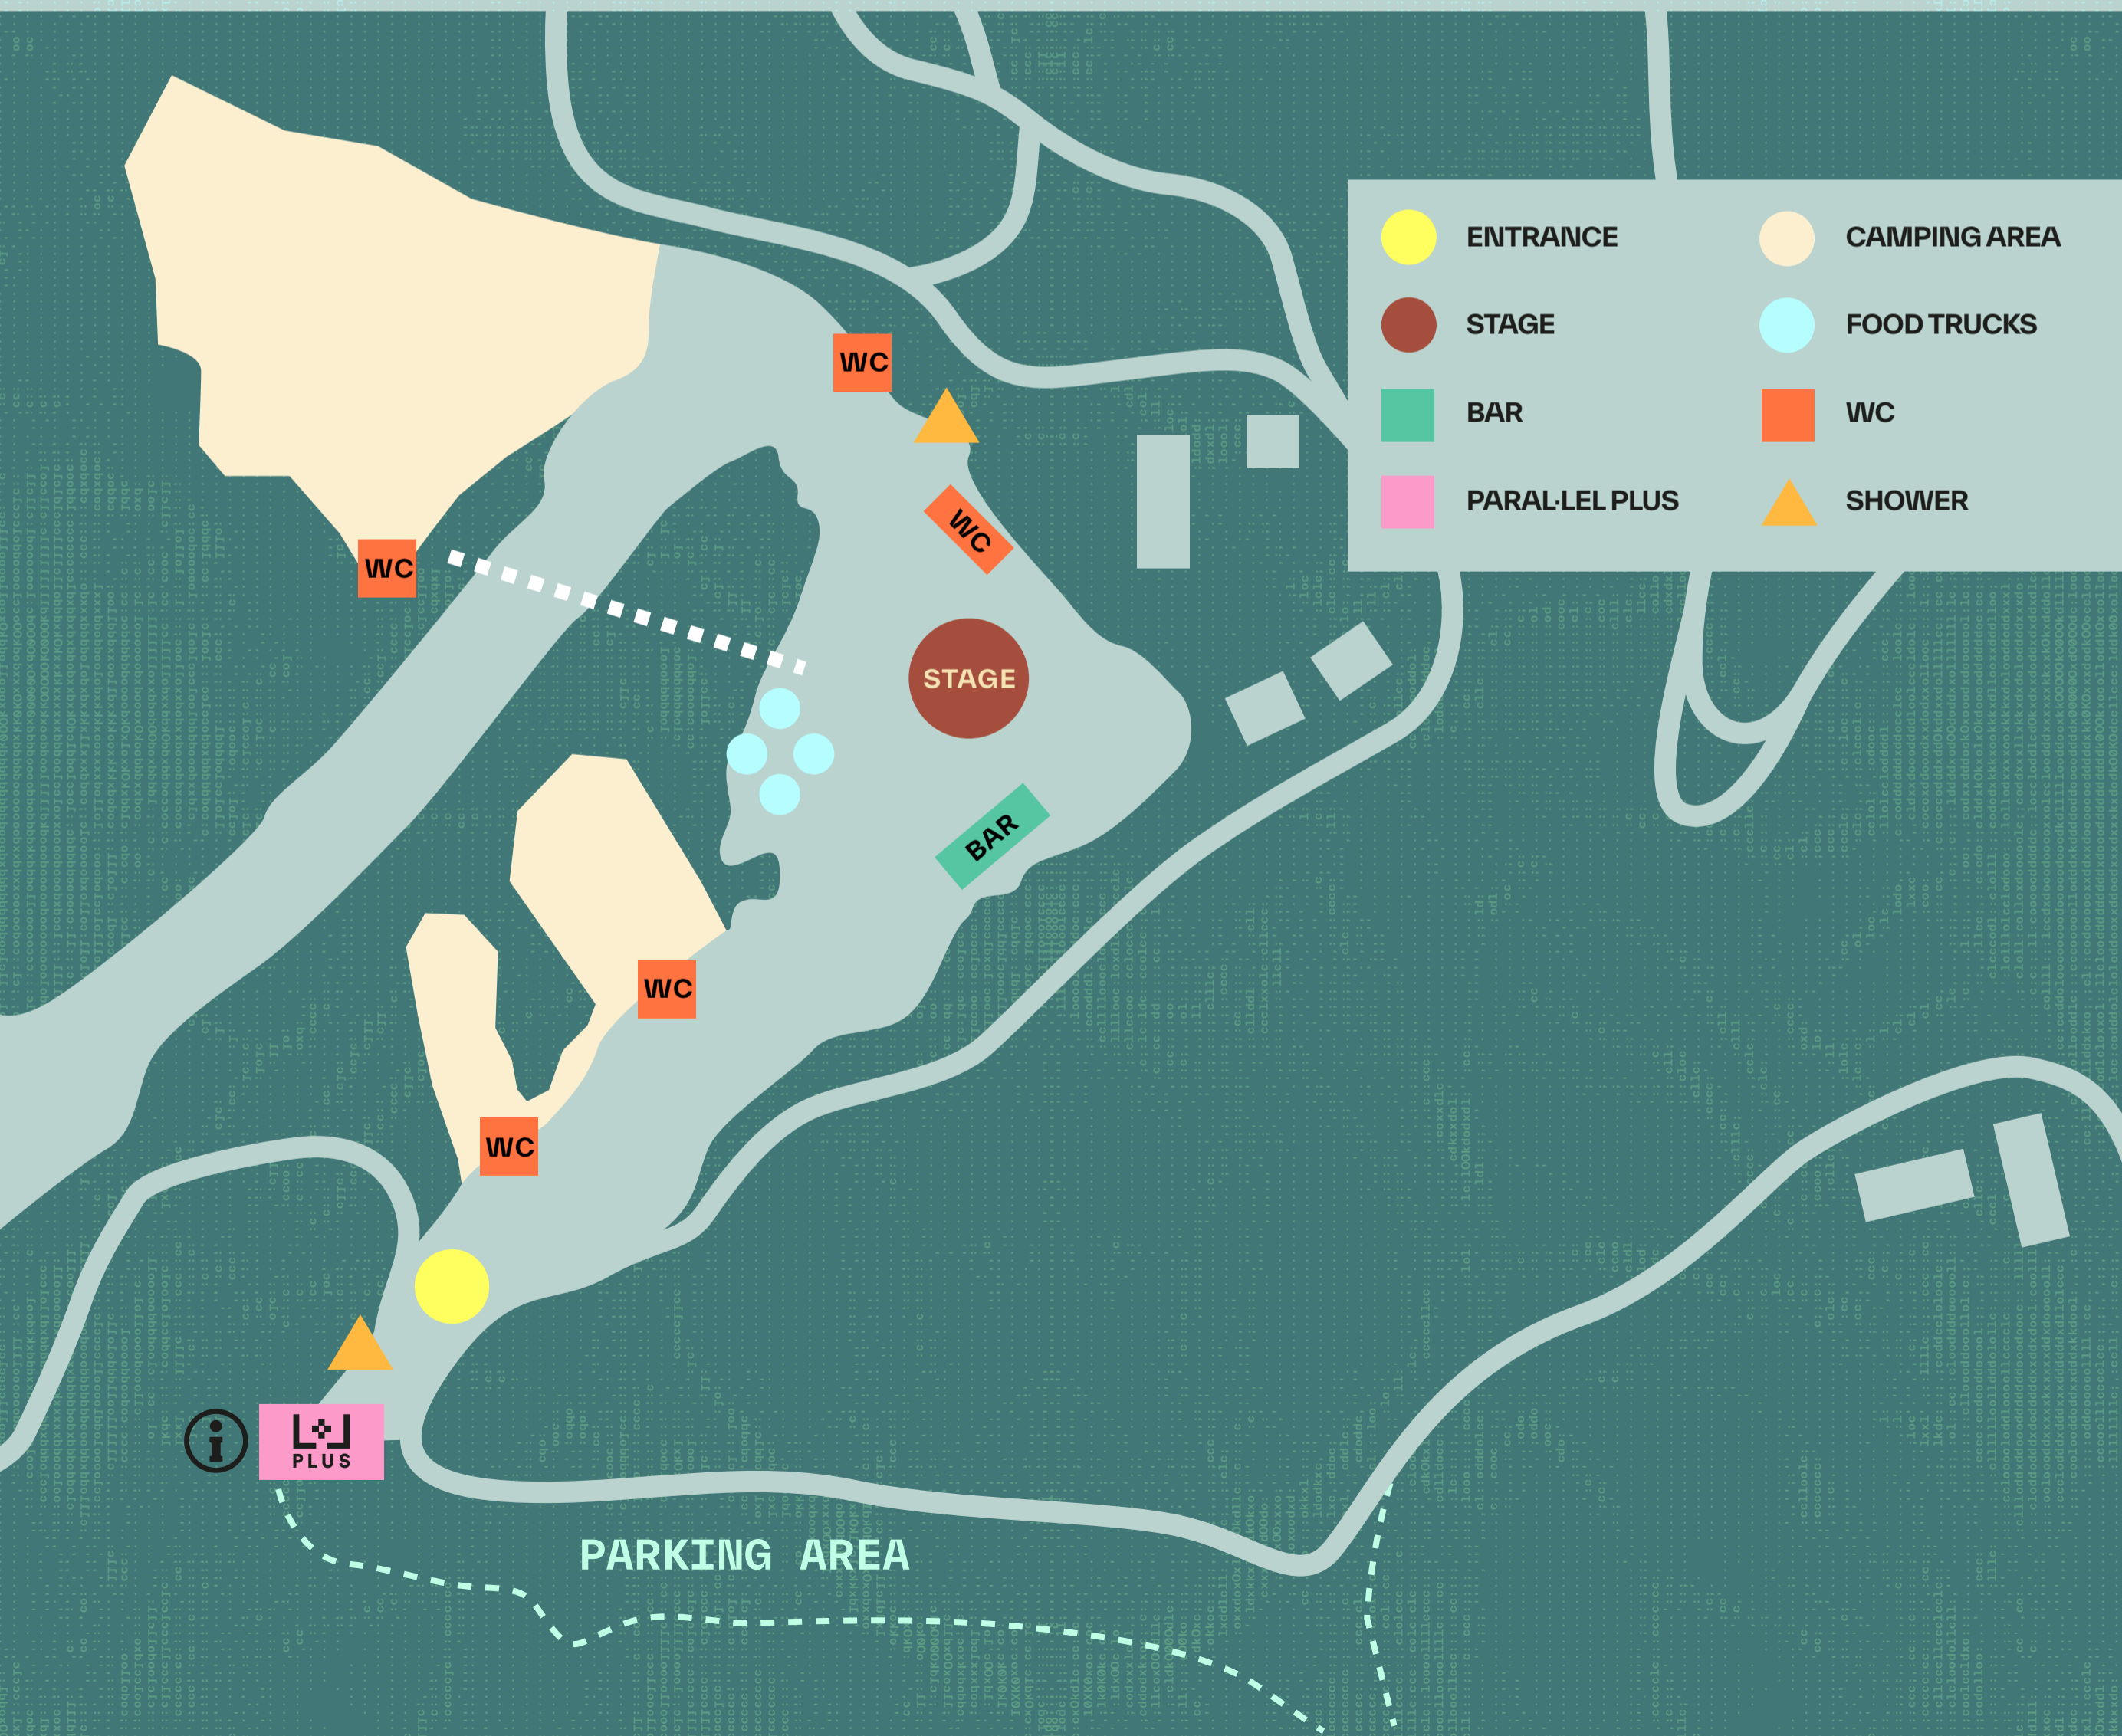 ENTRANCE
CAMPING AREA
STAGE
FOOD TRUCKS
BAR
WC
PARAL·LEL PLUS
SHOWER
WC
WC
WC
STAGE
BAR
WC
WC
PLUS
PARKING AREA